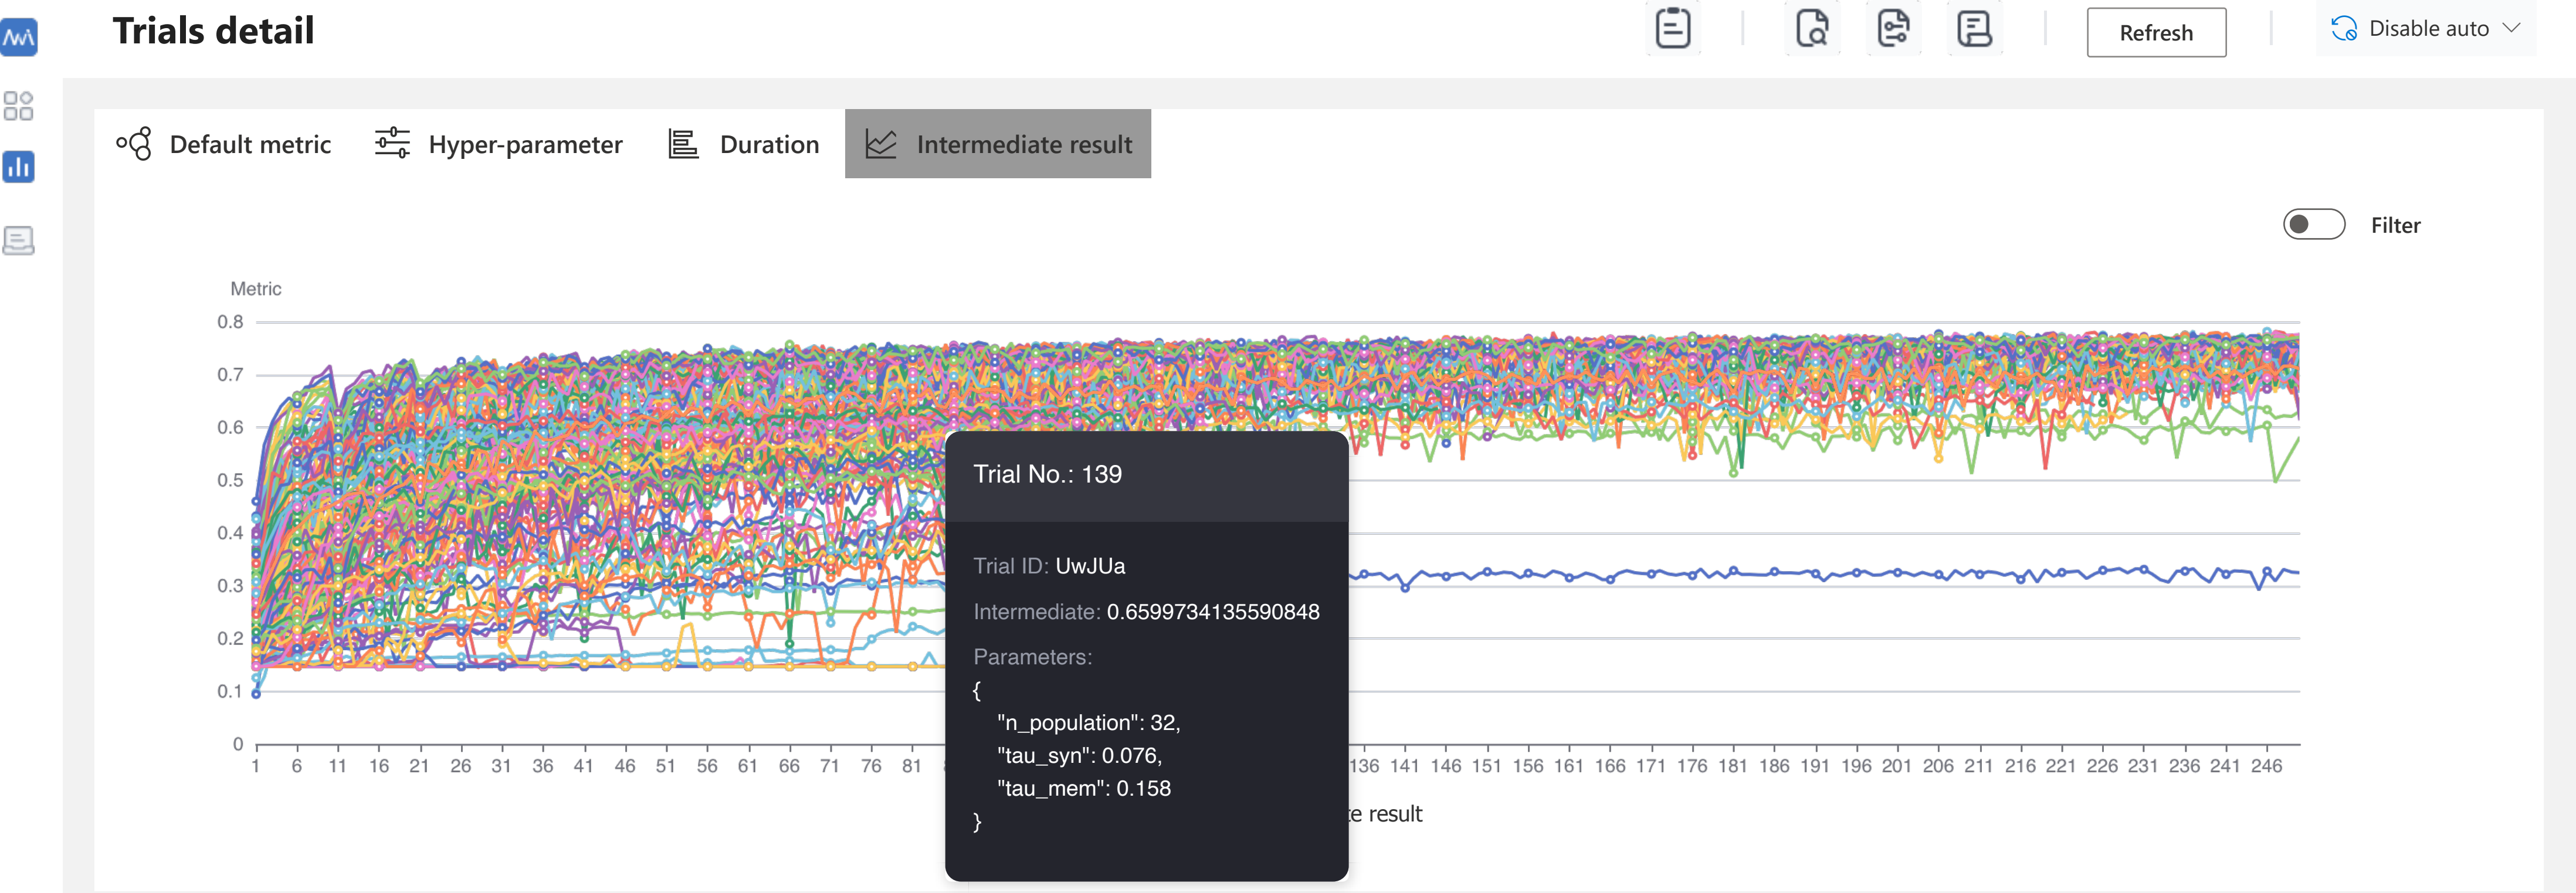 Trials detail
Refresh
Disable auto
Default metric
Hyper-parameter
Duration
Intermediate result
Filter
Metric
0.8
0.7
0.6
0.5
0.4
0.3
0.2
0.1
0
1 6 11 16 21 26 31 36 41 46 51 56 61 66 71 76 81 136 141 146 151 156 161 166 171 176 181 186 191 196 201 206 211 216 221 226 231 236 241 246
result
Trial No.: 139
Trial ID: UwJUa
Intermediate: 0.6599734135590848
Parameters:
{
"n_population": 32,
"tau_syn": 0.076,
"tau_mem": 0.158
}